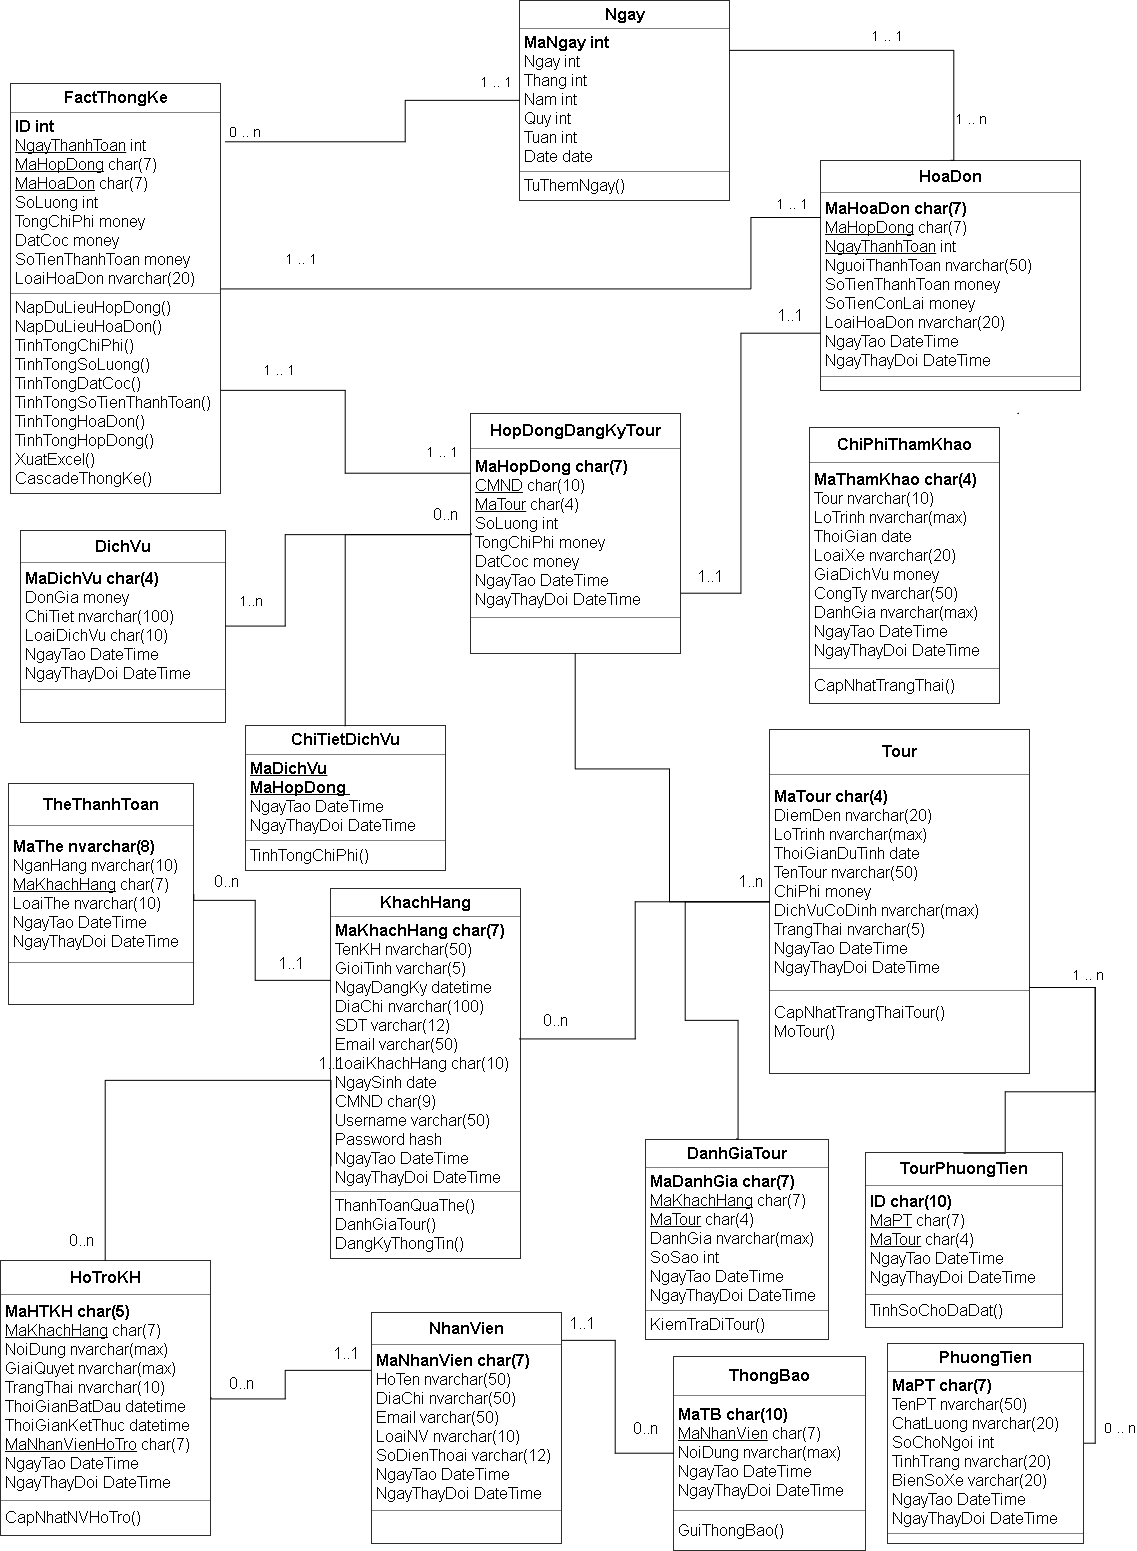 Ngay
MaNgay int
Ngay int
Thang int
Nam int
Quy int
Tuan int
Date date
TuThemNgay()
1 .. 1
1 .. 1
0 .. n
1 .. n
FactThongKe
ID int
NgayThanhToan int
MaHopDong char(7)
MaHoaDon char(7)
SoLuong int
TongChiPhi money
DatCoc money
SoTienThanhToan money
LoaiHoaDon nvarchar(20)
NapDuLieuHopDong()
NapDuLieuHoaDon()
TinhTongChiPhi()
TinhTongSoLuong()
TinhTongDatCoc()
TinhTongSoTienThanhToan()
TinhTongHoaDon()
TinhTongHopDong()
XuatExcel()
CascadeThongKe()
HoaDon
MaHoaDon char(7)
MaHopDong char(7)
NgayThanhToan int
NguoiThanhToan nvarchar(50)
SoTienThanhToan money
SoTienConLai money
LoaiHoaDon nvarchar(20)
NgayTao DateTime
NgayThayDoi DateTime
1 .. 1
1 .. 1
1..1
1 .. 1
1 .. 1
0..n
1..1
HopDongDangKyTour
MaHopDong char(7)
CMND char(10)
MaTour char(4)
SoLuong int
TongChiPhi money
DatCoc money
NgayTao DateTime
NgayThayDoi DateTime
ChiPhiThamKhao
MaThamKhao char(4)
Tour nvarchar(10)
LoTrinh nvarchar(max)
ThoiGian date
LoaiXe nvarchar(20)
GiaDichVu money
CongTy nvarchar(50)
DanhGia nvarchar(max)
NgayTao DateTime
NgayThayDoi DateTime
CapNhatTrangThai()
DichVu
MaDichVu char(4)
DonGia money
ChiTiet nvarchar(100)
LoaiDichVu char(10)
NgayTao DateTime
NgayThayDoi DateTime
1..n
ChiTietDichVu
MaDichVu
MaHopDong
NgayTao DateTime
NgayThayDoi DateTime
TinhTongChiPhi()
Tour
MaTour char(4)
DiemDen nvarchar(20)
LoTrinh nvarchar(max)
ThoiGianDuTinh date
TenTour nvarchar(50)
ChiPhi money
DichVuCoDinh nvarchar(max)
TrangThai nvarchar(5)
NgayTao DateTime
NgayThayDoi DateTime
CapNhatTrangThaiTour()
MoTour()
1..n
1 .. n
TheThanhToan
MaThe nvarchar(8)
NganHang nvarchar(10)
MaKhachHang char(7)
LoaiThe nvarchar(10)
NgayTao DateTime
NgayThayDoi DateTime
0..n
1..1
KhachHang
MaKhachHang char(7)
TenKH nvarchar(50)
GioiTinh varchar(5)
NgayDangKy datetime
DiaChi nvarchar(100)
SDT varchar(12)
Email varchar(50)
LoaiKhachHang char(10)
NgaySinh date
CMND char(9)
Username varchar(50)
Password hash
NgayTao DateTime
NgayThayDoi DateTime
ThanhToanQuaThe()
DanhGiaTour()
DangKyThongTin()
0..n
1..1
0..n
DanhGiaTour
MaDanhGia char(7)
MaKhachHang char(7)
MaTour char(4)
DanhGia nvarchar(max)
SoSao int
NgayTao DateTime
NgayThayDoi DateTime
KiemTraDiTour()
TourPhuongTien
ID char(10)
MaPT char(7)
MaTour char(4)
NgayTao DateTime
NgayThayDoi DateTime
TinhSoChoDaDat()
HoTroKH
MaHTKH char(5)
MaKhachHang char(7)
NoiDung nvarchar(max)
GiaiQuyet nvarchar(max)
TrangThai nvarchar(10)
ThoiGianBatDau datetime
ThoiGianKetThuc datetime
MaNhanVienHoTro char(7)
NgayTao DateTime
NgayThayDoi DateTime
CapNhatNVHoTro()
0..n
1..1
NhanVien
MaNhanVien char(7)
HoTen nvarchar(50)
DiaChi nvarchar(50)
Email varchar(50)
LoaiNV nvarchar(10)
SoDienThoai varchar(12)
NgayTao DateTime
NgayThayDoi DateTime
1..1
0..n
ThongBao
MaTB char(10)
MaNhanVien char(7)
NoiDung nvarchar(max)
NgayTao DateTime
NgayThayDoi DateTime
GuiThongBao()
PhuongTien
MaPT char(7)
TenPT nvarchar(50)
ChatLuong nvarchar(20)
SoChoNgoi int
TinhTrang nvarchar(20)
BienSoXe varchar(20)
NgayTao DateTime
NgayThayDoi DateTime
0 .. n